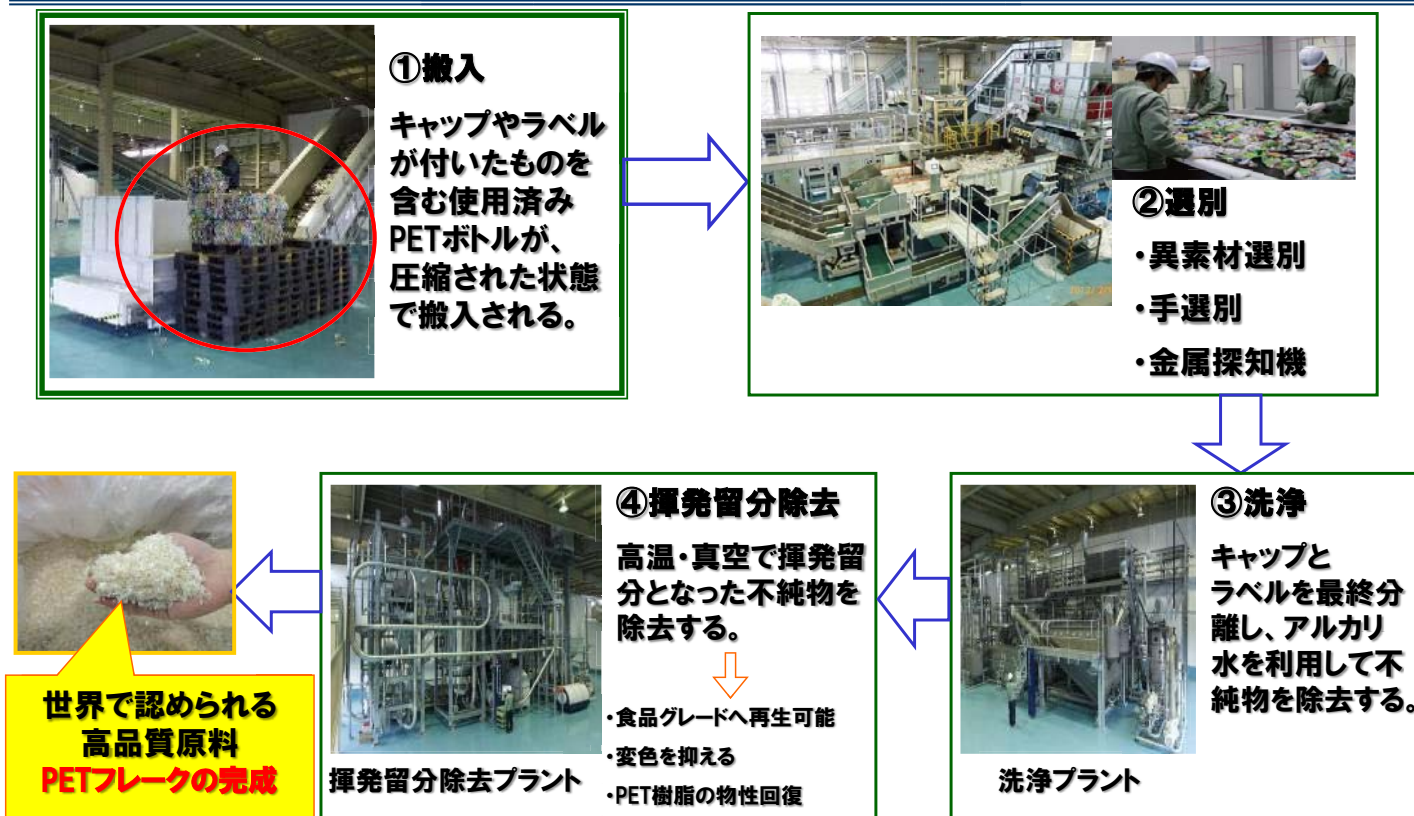 ①搬入
キャップやラベル
が付いたものを
含む使用済み
PETボトルが、
圧縮された状態
で搬入される。
②選別
・異素材選別
・手選別
・金属探知機
③洗浄
キャップと
ラベルを最終分
離し、アルカリ
水を利用して不
純物を除去する。
洗浄プラント
④揮発留分除去
高温・真空で揮発留
分となった不純物を
除去する。
・食品グレードへ再生可能
・変色を抑える
・PET樹脂の物性回復
揮発留分除去プラント
世界で認められる
高品質原料
PETフレークの完成